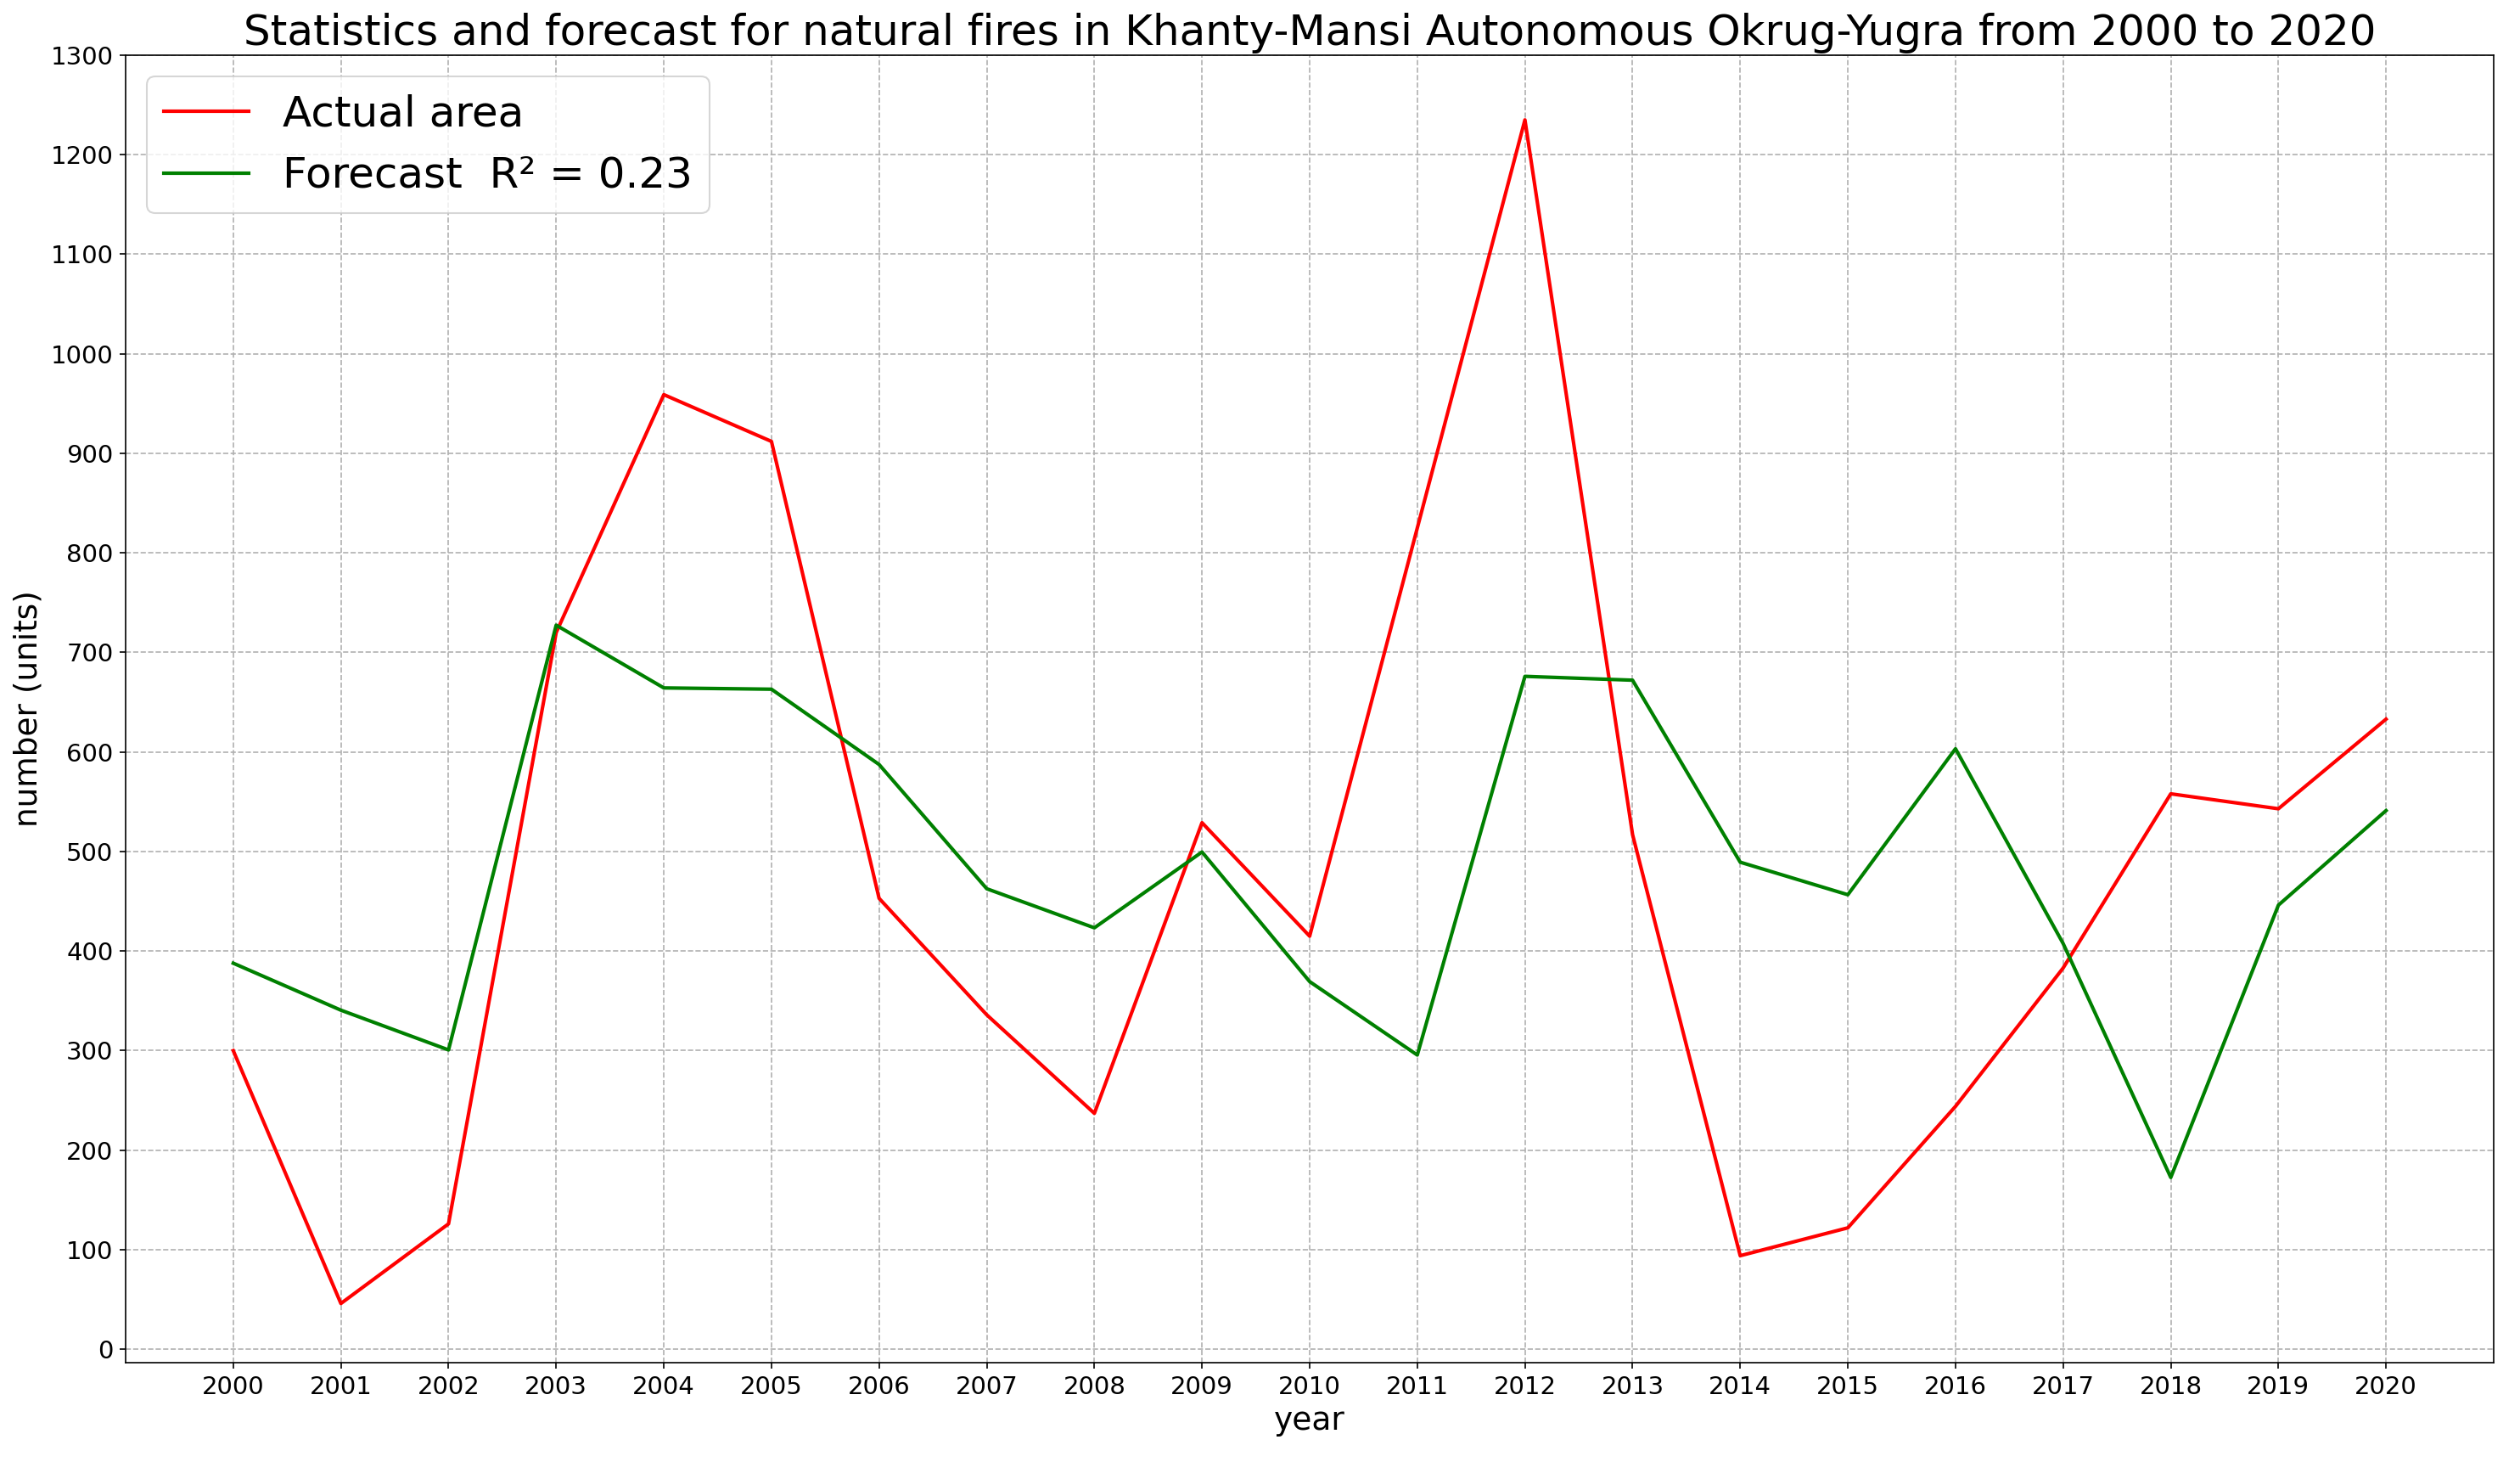 Statistics and forecast for natural fires in Khanty-Mansi Autonomous Okrug-Yugra from 2000 to 2020
Actual area
Forecast  R² = 0.23
1300
1200
1100
1000
900
800
700
600
500
400
300
200
100
0
number (units)
2000 2001 2002 2003 2004 2005 2006 2007 2008 2009 2010 2011 2012 2013 2014 2015 2016 2017 2018 2019 2020
year